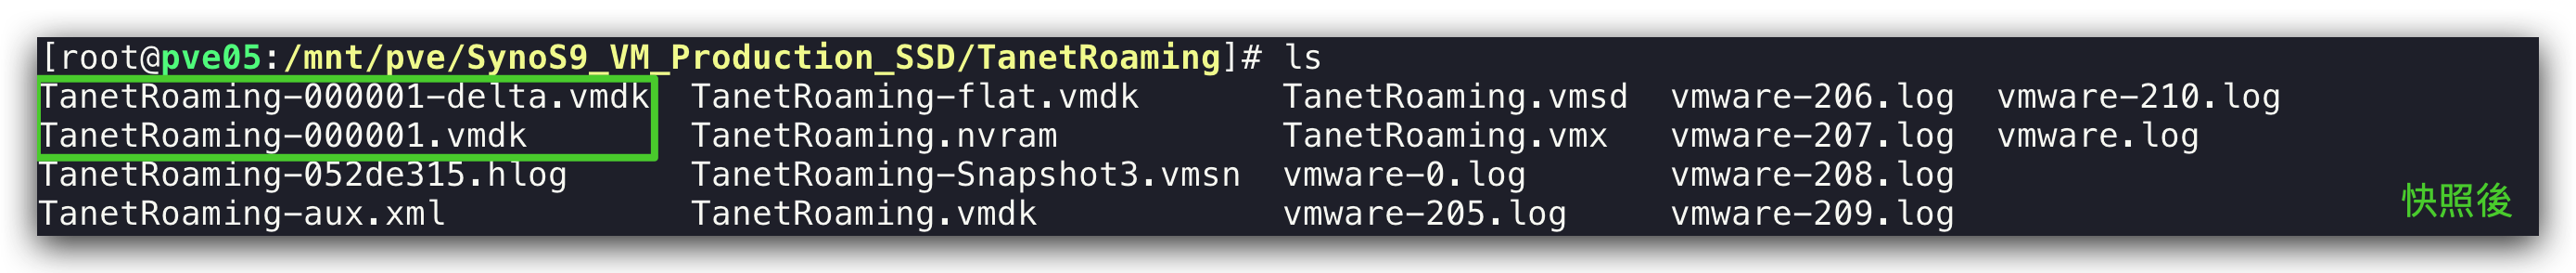 [root@pve05:/mnt/pve/SynoS9_VM_Production_SSD/TanetRoaming]# ls
TanetRoaming-000001-delta.vmdk  TanetRoaming-flat.vmdk       TanetRoaming.vmsd  vmware-206.log  vmware-210.log
TanetRoaming-000001.vmdk        TanetRoaming.nvram           TanetRoaming.vmx   vmware-207.log  vmware.log
TanetRoaming-052de315.hlog      TanetRoaming-Snapshot3.vmsn  vmware-0.log       vmware-208.log
TanetRoaming-aux.xml            TanetRoaming.vmdk            vmware-205.log     vmware-209.log
快照後